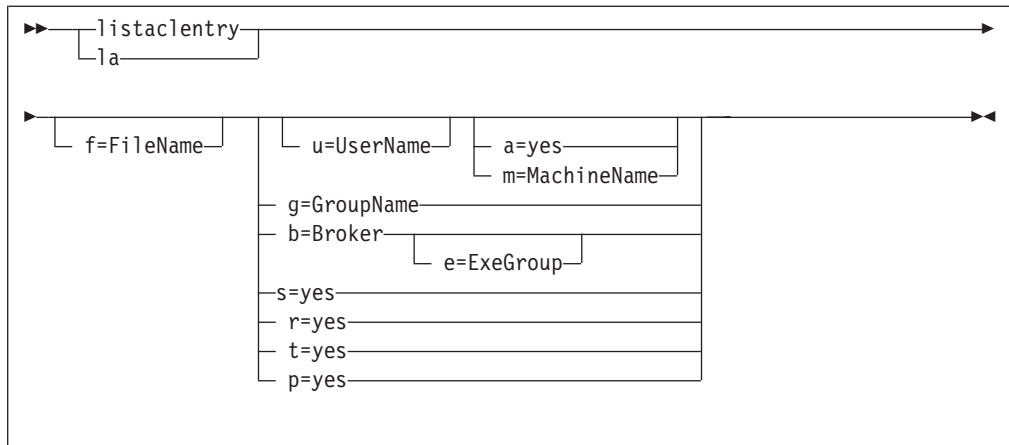 listaclentry
la
f=FileName
u=UserName
a=yes
m=MachineName
g=GroupName
b=Broker
e=ExeGroup
s=yes
r=yes
t=yes
p=yes